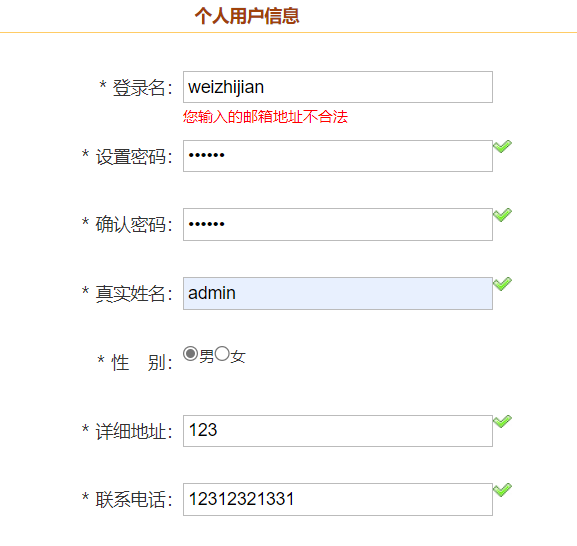 个人用户信息
* 登录名： weizhijian
您输入的邮箱地址不合法
* 设置密码： ••••••
* 确认密码： ••••••
* 真实姓名： admin
* 性 别： 男 女
* 详细地址： 123
* 联系电话： 12312321331